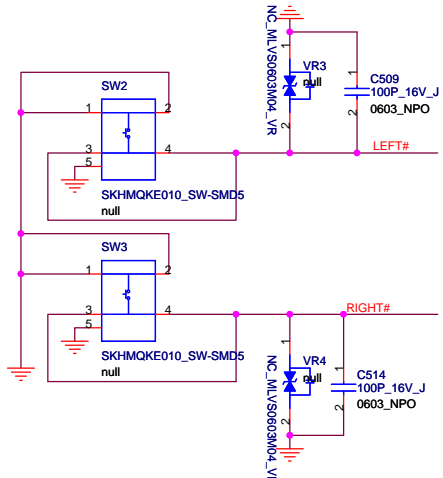 NC_MLVS0603M04_VR
1
VR3
null
2
C509
1
100P_16V_J
2
0603_NPO
LEFT#
SW2
1
2
3
4
5
SKHMQKE010_SW-SMD5
null
SW3
1
2
3
4
5
SKHMQKE010_SW-SMD5
null
RIGHT#
NC_MLVS0603M04_VI
1
VR4
null
2
C514
1
100P_16V_J
2
0603_NPO